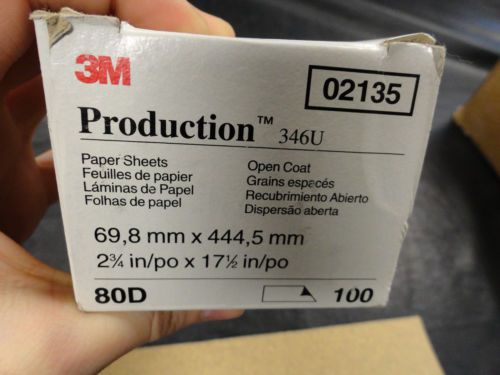 3M
02135
Production™ 346U
Paper Sheets
Feuilles de papier
Láminas de Papel
Folhas de papel
Open Coat
Grains espacés
Recubrimiento Abierto
Dispersão aberta
69,8 mm x 444,5 mm
2¾ in/po x 17½ in/po
80D
100